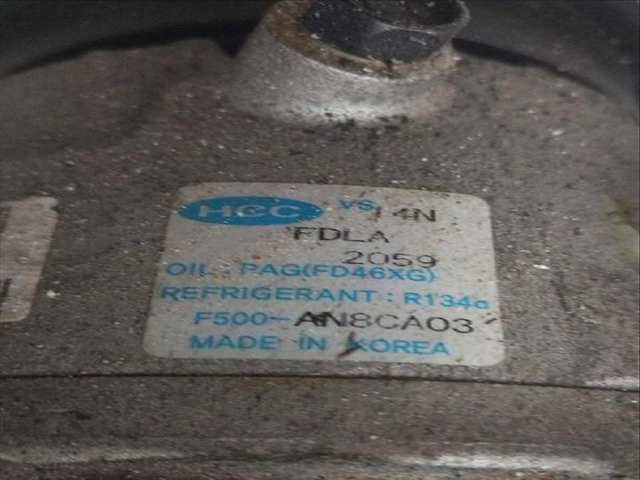 HCC VS14N
FDLA
2059
OIL : PAG(FD46XG)
REFRIGERANT : R134a
F500-AN8CA03
MADE IN KOREA